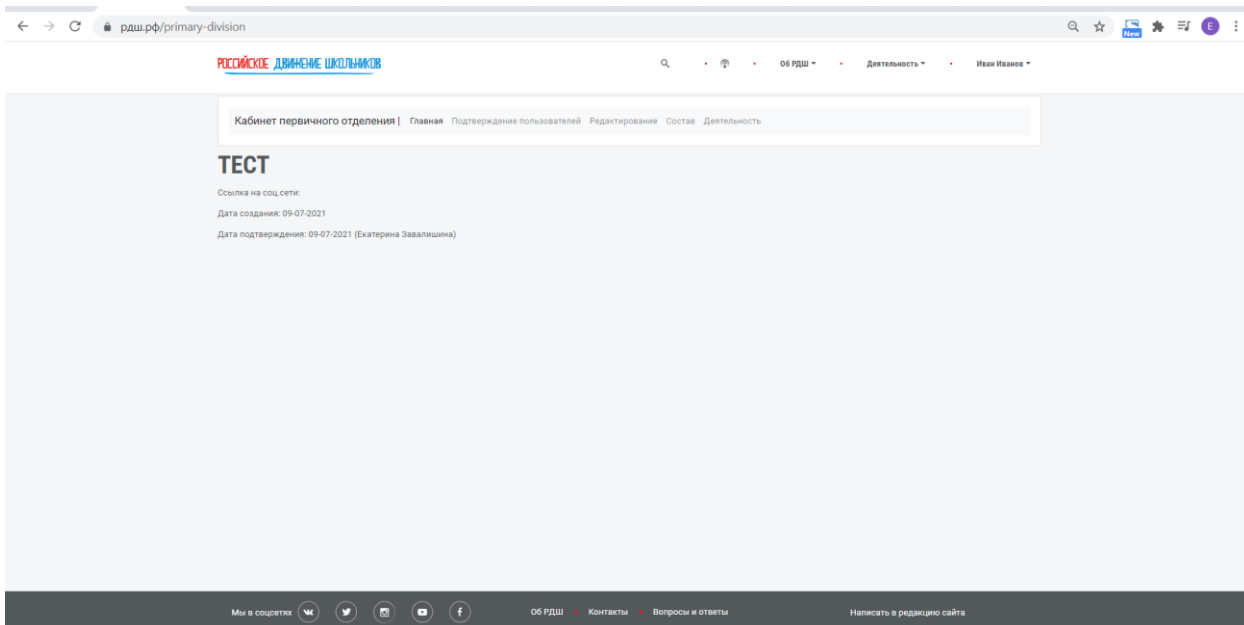 рдш.рф/primary-division
New
E
РОССИЙСКОЕ ДВИЖЕНИЕ ШКОЛЬНИКОВ
Об РДШ
Деятельность
Иван Иванов
Кабинет первичного отделения | Главная Подтверждение пользователей Редактирование Состав Деятельность
ТЕСТ
Ссылка на соц.сети:
Дата создания: 09-07-2021
Дата подтверждения: 09-07-2021 (Екатерина Завалишина)
Мы в соцсетях
Об РДШ
Контакты
Вопросы и ответы
Написать в редакцию сайта